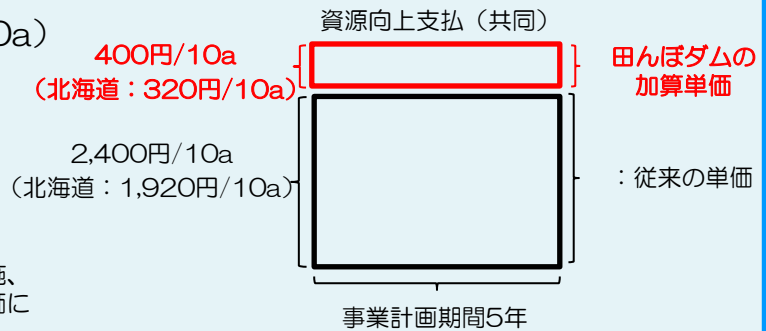 0a）
資源向上支払（共同）
400円/10a
（北海道：320円/10a）
田んぼダムの
加算単価
2,400円/10a
（北海道：1,920円/10a）
：従来の単価
、
に
事業計画期間5年